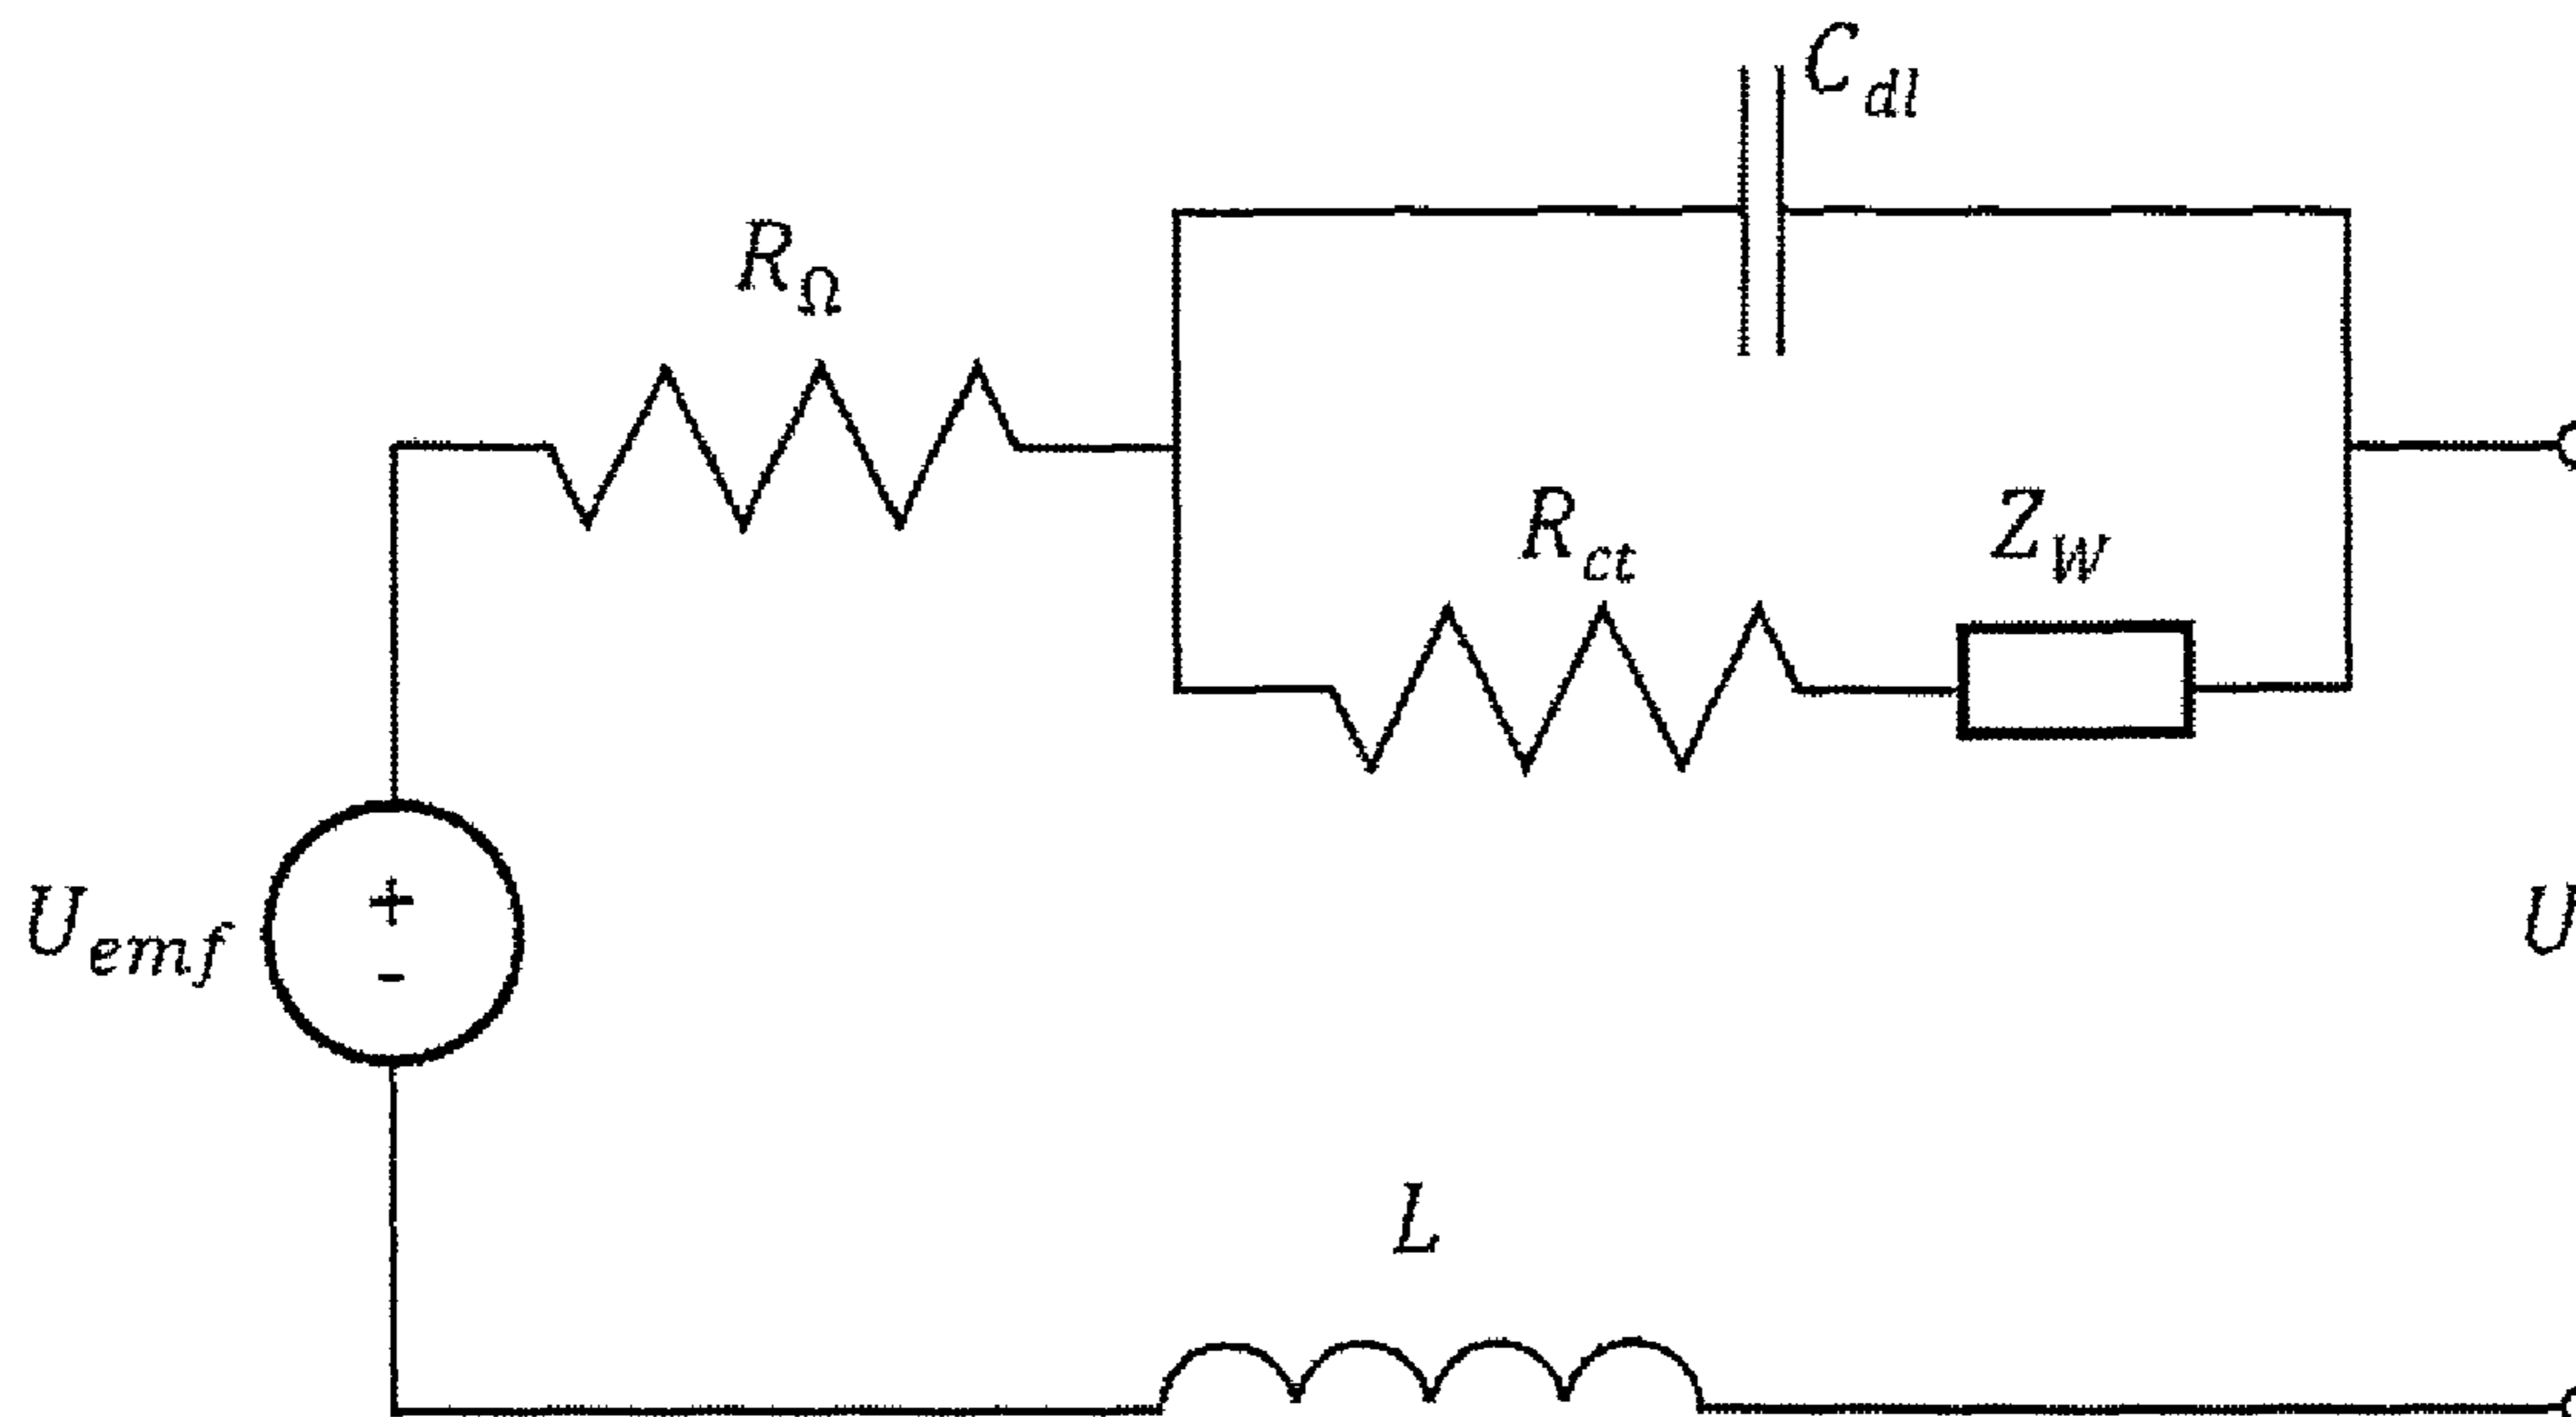 C_dl
R_Ω
R_ct
Z_W
U_emf
+
-
U
L